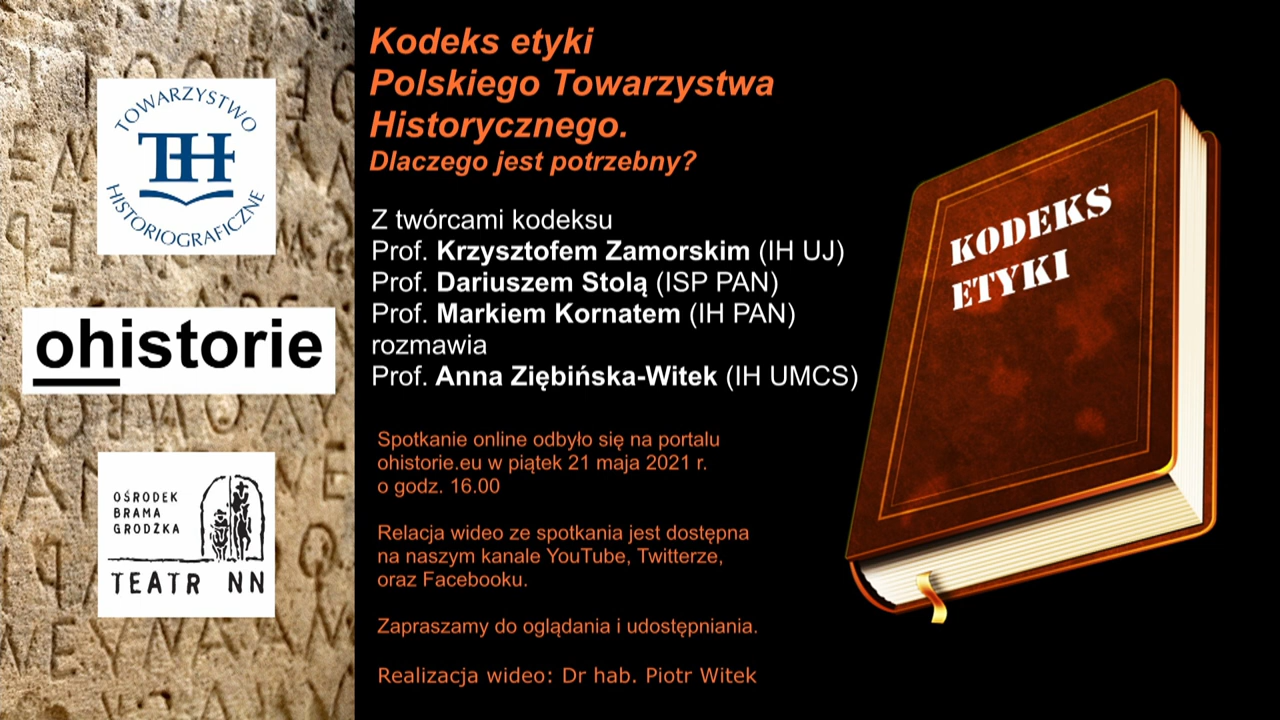 TOWARZYSTWO
TH
HISTORIOGRAFICZNE
ohistorie
OŚRODEK
BRAMA
GRODZKA
TEATR NN
Kodeks etyki
Polskiego Towarzystwa
Historycznego.
Dlaczego jest potrzebny?
Z twórcami kodeksu
Prof. Krzysztofem Zamorskim (IH UJ)
Prof. Dariuszem Stolą (ISP PAN)
Prof. Markiem Kornatem (IH PAN)
rozmawia
Prof. Anna Ziębińska-Witek (IH UMCS)
Spotkanie online odbyło się na portalu
ohistorie.eu w piątek 21 maja 2021 r.
o godz. 16.00
Relacja wideo ze spotkania jest dostępna
na naszym kanale YouTube, Twitterze,
oraz Facebooku.
Zapraszamy do oglądania i udostępniania.
Realizacja wideo: Dr hab. Piotr Witek
KODEKS
ETYKI